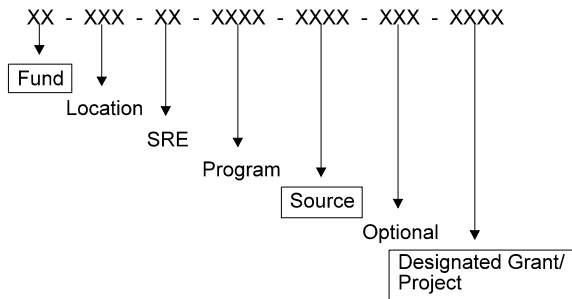 XX - XXX - XX - XXXX - XXXX - XXX - XXXX
Fund
Location
SRE
Program
Source
Optional
Designated Grant/
Project